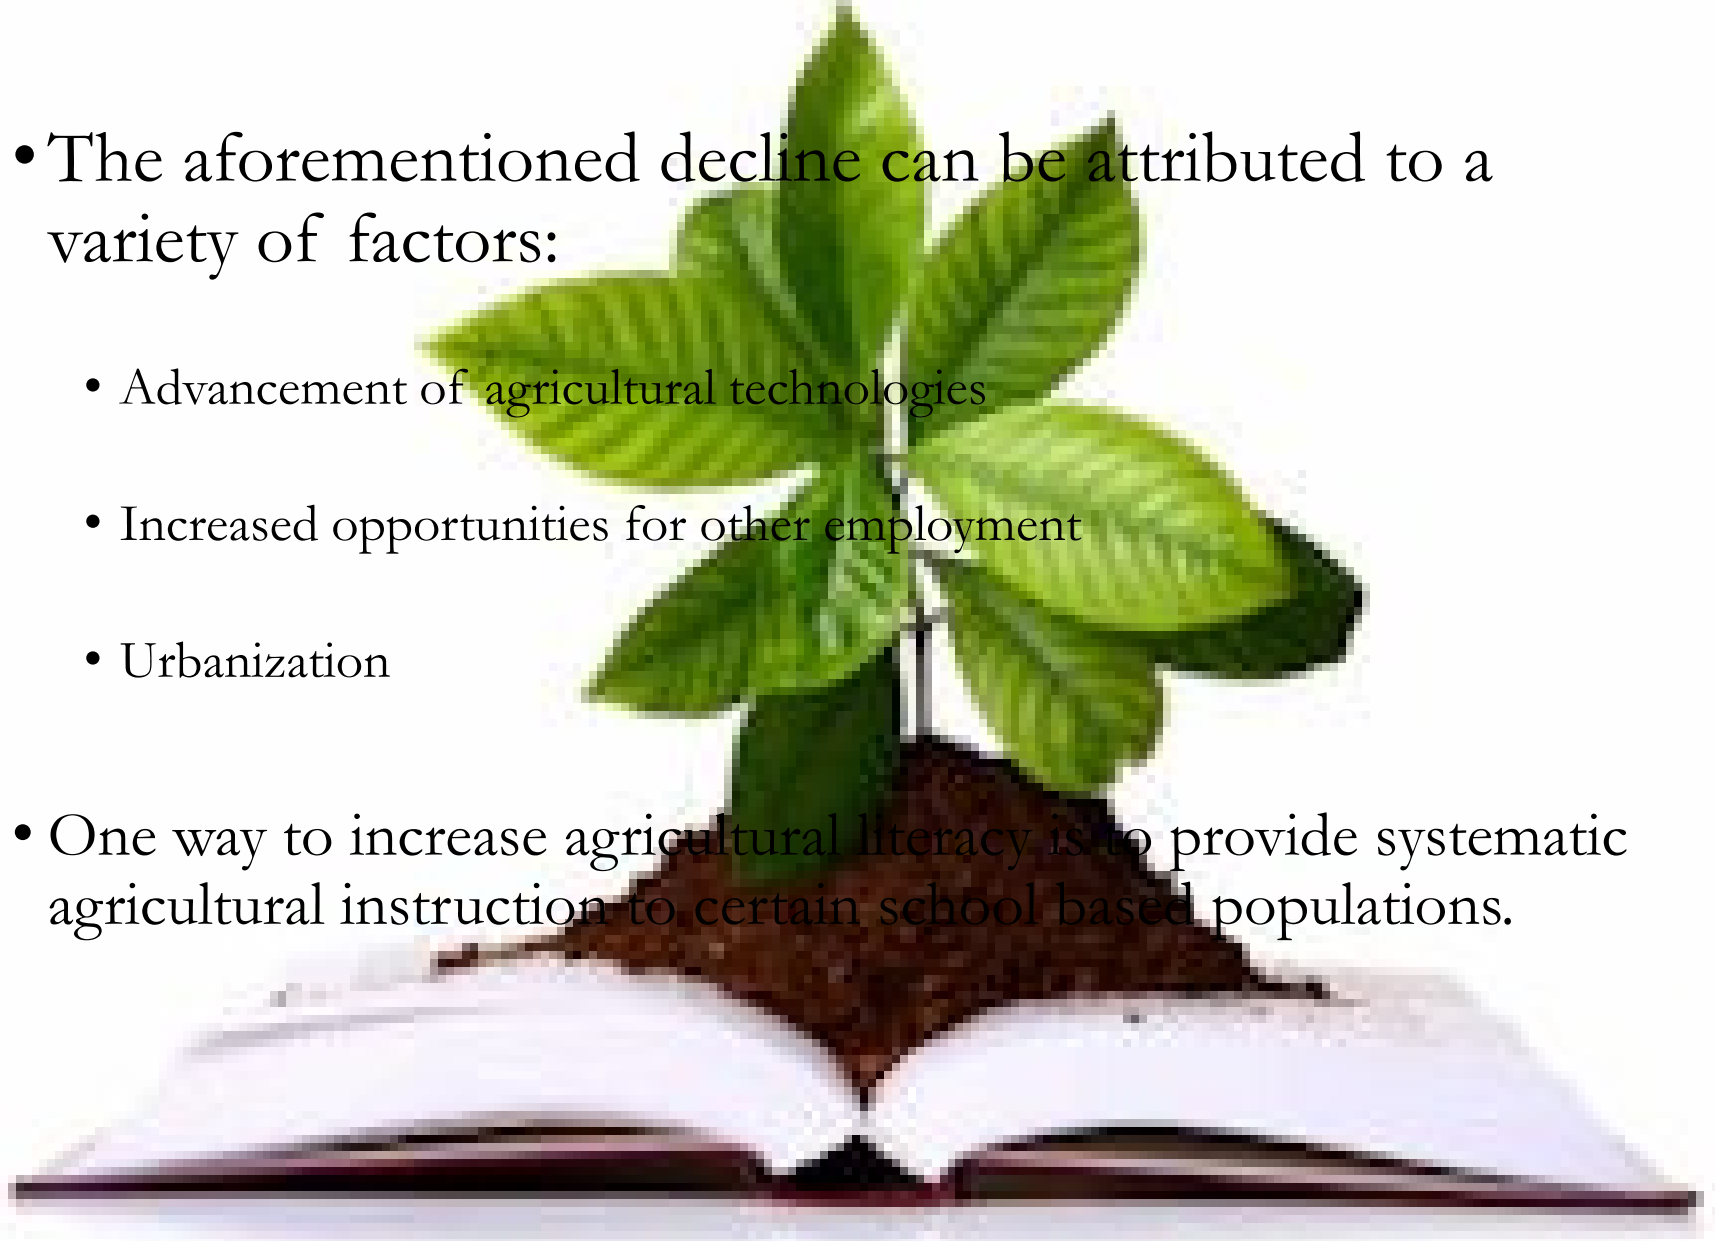 • The aforementioned decline can be attributed to a
variety of factors:
• Advancement of agricultural technologies
• Increased opportunities for other employment
• Urbanization
• One way to increase agricultural literacy is to provide systematic
agricultural instruction to certain school based populations.